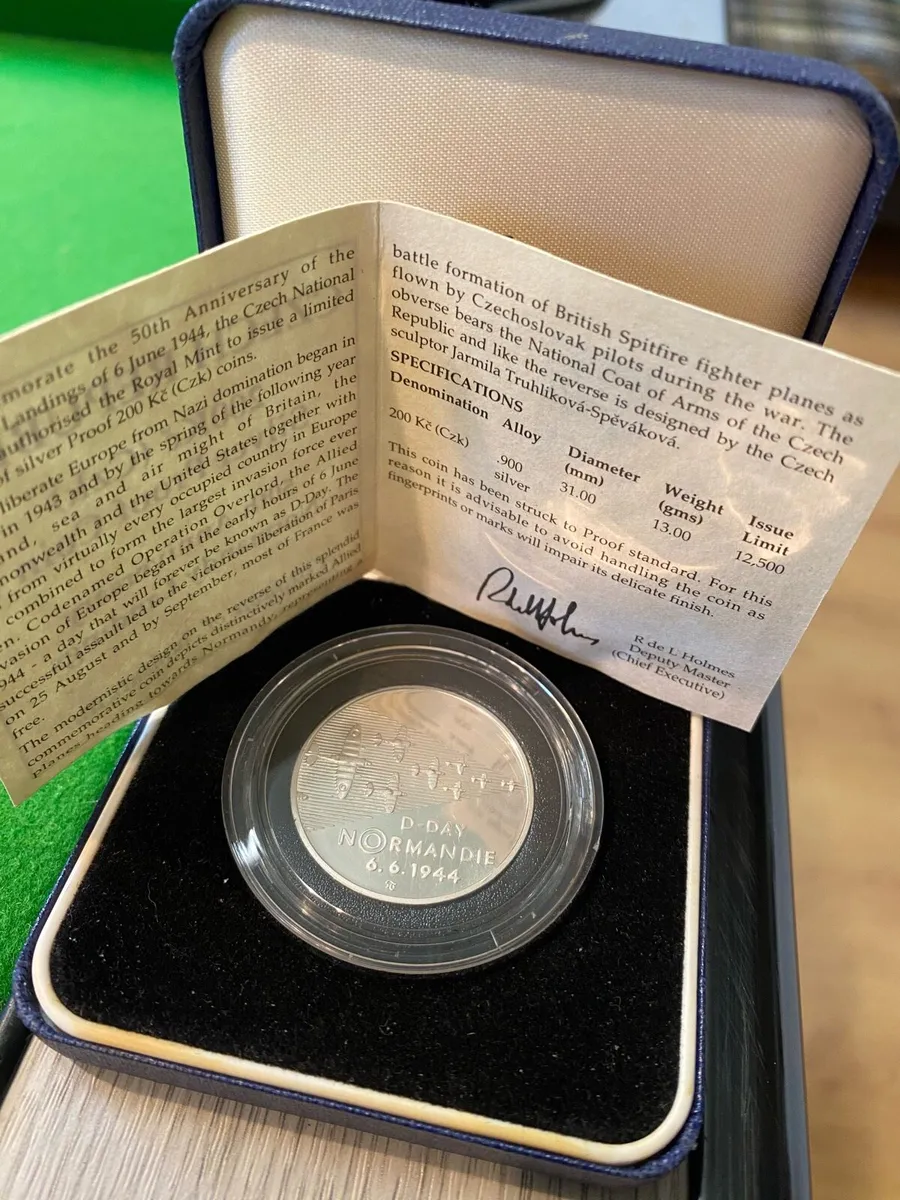 morate the 50th Anniversary of the
Landings of 6 June 1944, the Czech National
authorised the Royal Mint to issue a limited
of silver Proof 200 Kč (Czk) coins.
liberate Europe from Nazi domination began in
in 1943 and by the spring of the following year
and, sea and air might of Britain, the
nonwealth and the United States together with
from virtually every occupied country in Europe
combined to form the largest invasion force ever
en. Codenamed Operation Overlord, the Allied
vasion of Europe began in the early hours of 6 June
944 - a day that will forever be known as D-Day. The
successful assault led to the victorious liberation of Paris
on 25 August and by September, most of France was
free.
The modernistic design on the reverse of this splendid
commemorative coin depicts distinctively marked Allied
planes heading towards Normandy, representing a
battle formation of British Spitfire fighter planes as
flown by Czechoslovak pilots during the war. The
obverse bears the National Coat of Arms of the Czech
Republic and like the reverse is designed by the Czech
sculptor Jarmila Truhlíková-Spěváková.
SPECIFICATIONS
Denomination Alloy Diameter (mm) Weight (gms) Issue Limit
200 Kč (Czk) .900 silver 31.00 13.00 12,500
This coin has been struck to Proof standard. For this
reason it is advisable to avoid handling the coin as
fingerprints or marks will impair its delicate finish.
R de L Holmes
Deputy Master
(Chief Executive)
D-DAY
NORMANDIE
6.6.1944